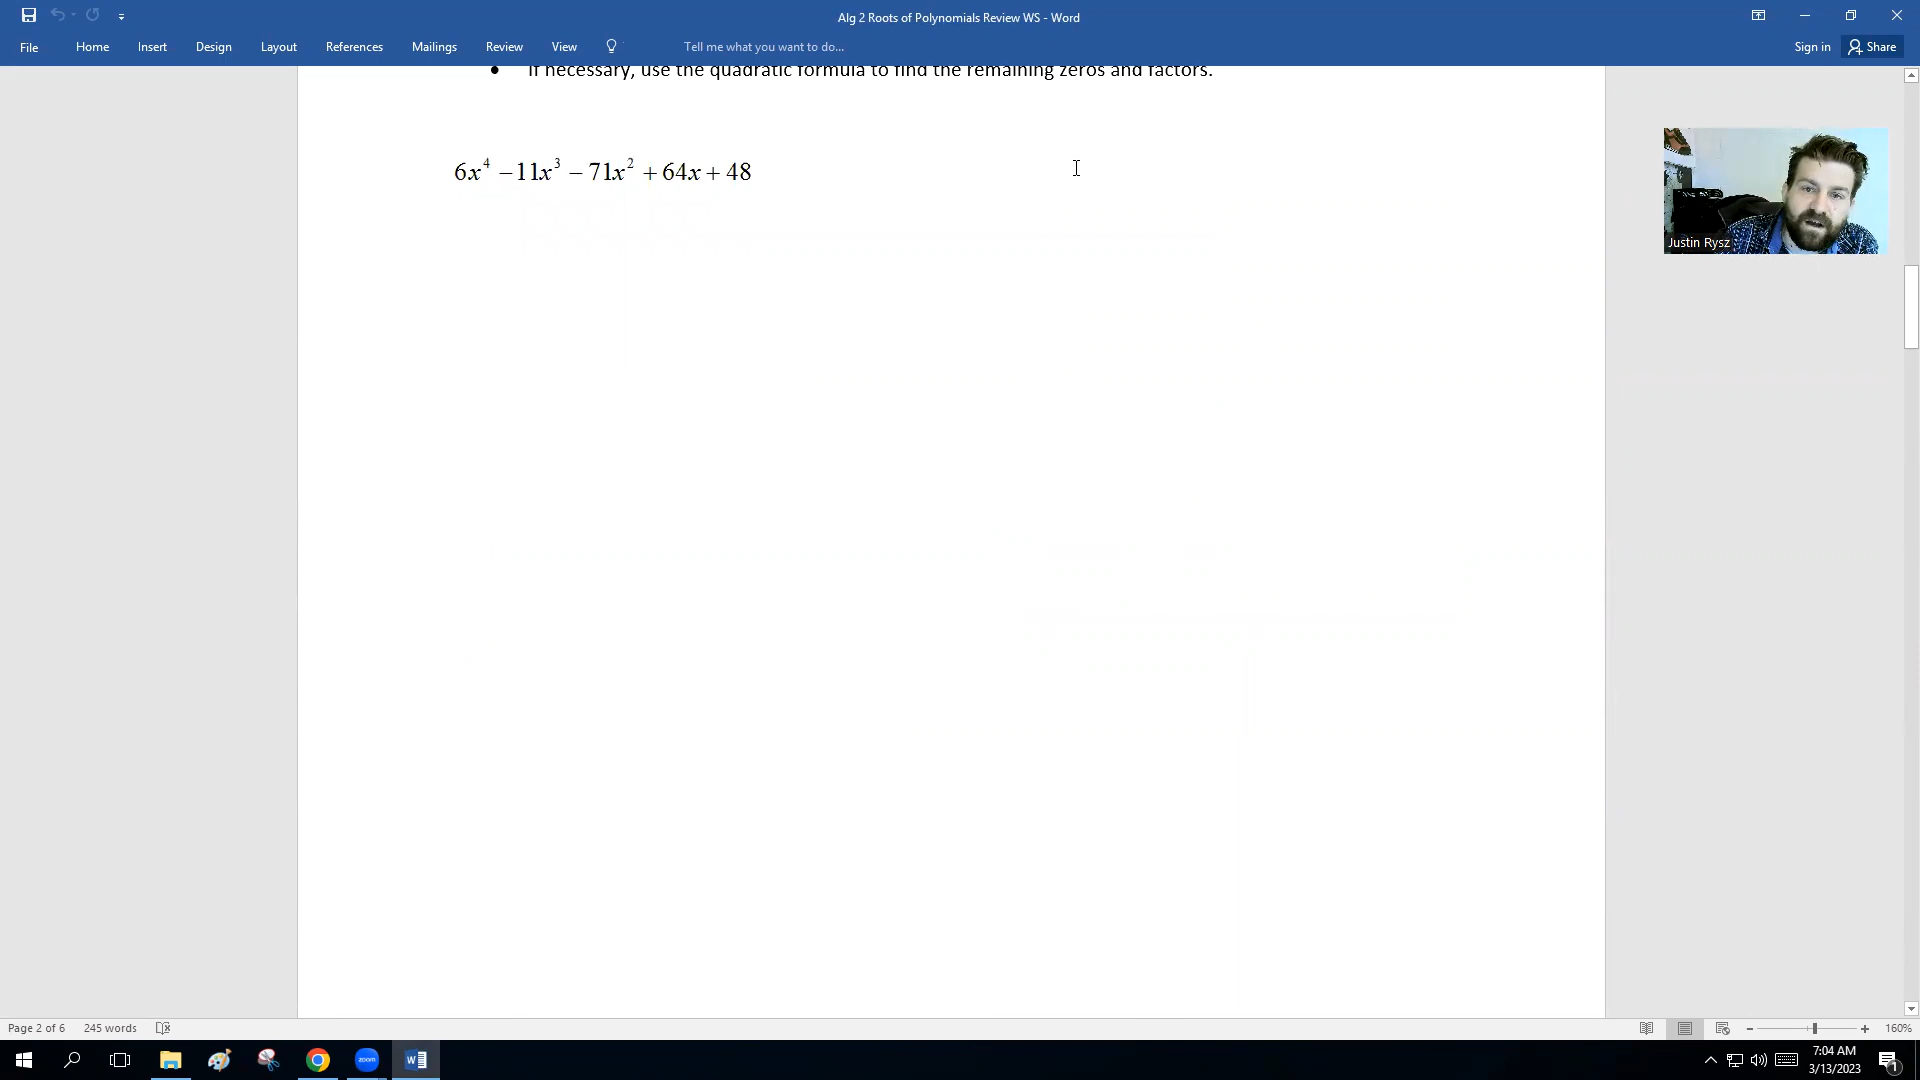 Alg 2 Roots of Polynomials Review WS - Word
File Home Insert Design Layout References Mailings Review View Tell me what you want to do... Sign in Share
• If necessary, use the quadratic formula to find the remaining zeros and factors.
6x⁴ − 11x³ − 71x² + 64x + 48
Justin Rysz
Page 2 of 6 245 words 160%
zoom
7:04 AM
3/13/2023
1